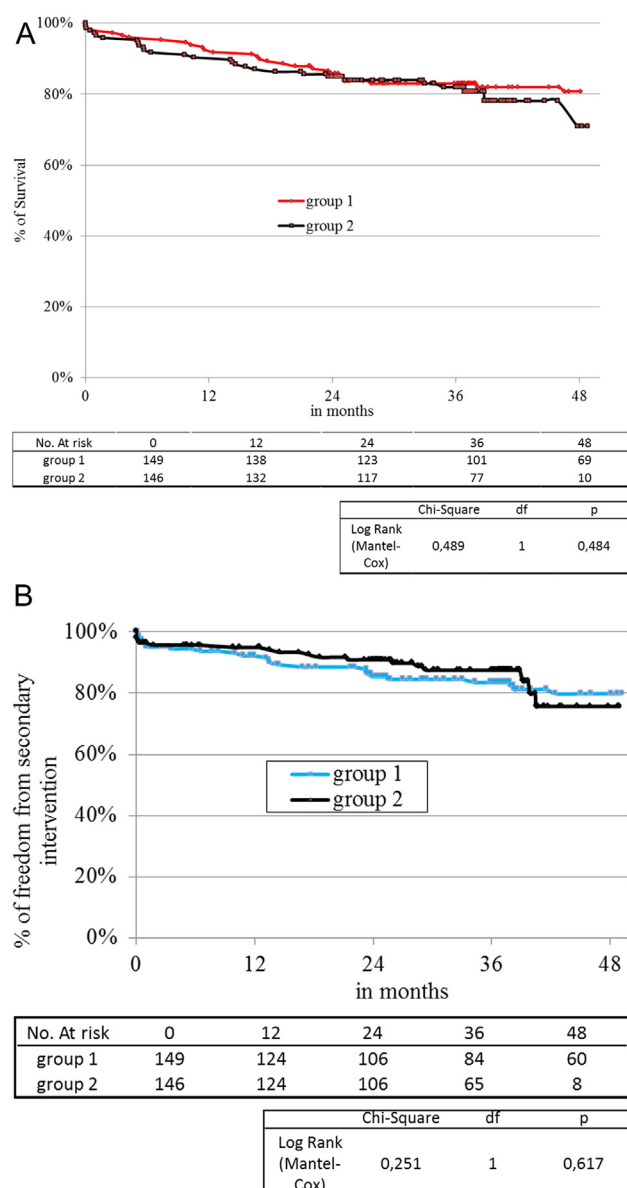 A
100%
80%
60%
40%
20%
0%
% of Survival
group 1
group 2
0 12 24 36 48
in months
No. At risk 0 12 24 36 48
group 1 149 138 123 101 69
group 2 146 132 117 77 10
Chi-Square df p
Log Rank
(Mantel-
Cox) 0,489 1 0,484
B
100%
80%
60%
40%
20%
0%
% of freedom from secondary
intervention
group 1
group 2
0 12 24 36 48
in months
No. At risk 0 12 24 36 48
group 1 149 124 106 84 60
group 2 146 124 106 65 8
Chi-Square df p
Log Rank
(Mantel-
Cox) 0,251 1 0,617